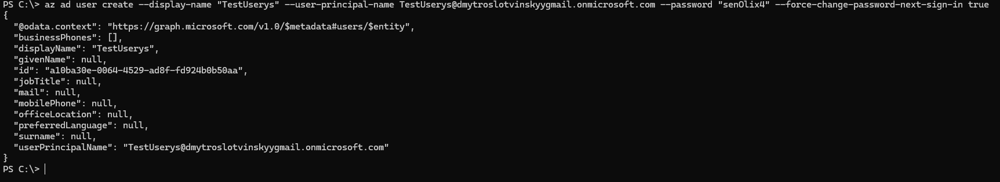 PS C:\> az ad user create --display-name "TestUserys" --user-principal-name TestUserys@dmytroslotvinskyygmail.onmicrosoft.com --password "senOlix4" --force-change-password-next-sign-in true
{
  "@odata.context": "https://graph.microsoft.com/v1.0/$metadata#users/$entity",
  "businessPhones": [],
  "displayName": "TestUserys",
  "givenName": null,
  "id": "a10ba30e-0064-4529-ad8f-fd924b0b50aa",
  "jobTitle": null,
  "mail": null,
  "mobilePhone": null,
  "officeLocation": null,
  "preferredLanguage": null,
  "surname": null,
  "userPrincipalName": "TestUserys@dmytroslotvinskyygmail.onmicrosoft.com"
}
PS C:\>